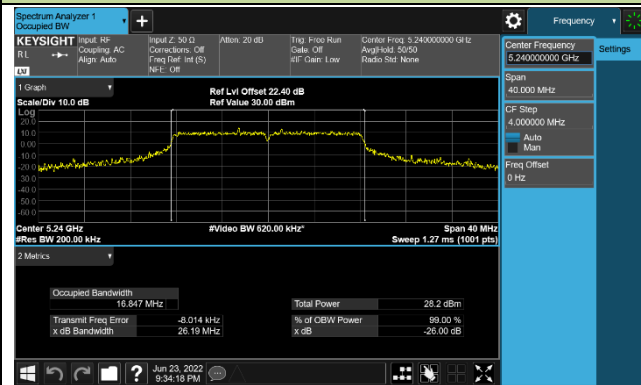 Spectrum Analyzer 1
Occupied BW
Frequency
KEYSIGHT
RL
LXI
Input: RF
Coupling: AC
Align: Auto
Input Z: 50 Ω
Corrections: Off
Freq Ref: Int (S)
NFE: Off
Atten: 20 dB
Trig: Free Run
Gate: Off
#IF Gain: Low
Center Freq: 5.240000000 GHz
Avg|Hold: 50/50
Radio Std: None
Center Frequency
5.240000000 GHz
Settings
Span
40.000 MHz
CF Step
4.000000 MHz
Auto
Man
Freq Offset
0 Hz
1 Graph
Scale/Div 10.0 dB
Ref Lvl Offset 22.40 dB
Ref Value 30.00 dBm
Log
20.0
10.0
0.00
-10.0
-20.0
-30.0
-40.0
-50.0
-60.0
Center 5.24 GHz
#Video BW 620.00 kHz*
Span 40 MHz
#Res BW 200.00 kHz
Sweep 1.27 ms (1001 pts)
2 Metrics
Occupied Bandwidth
16.847 MHz
Total Power
28.2 dBm
Transmit Freq Error
-8.014 kHz
% of OBW Power
99.00 %
x dB Bandwidth
26.19 MHz
x dB
-26.00 dB
Jun 23, 2022
9:34:18 PM